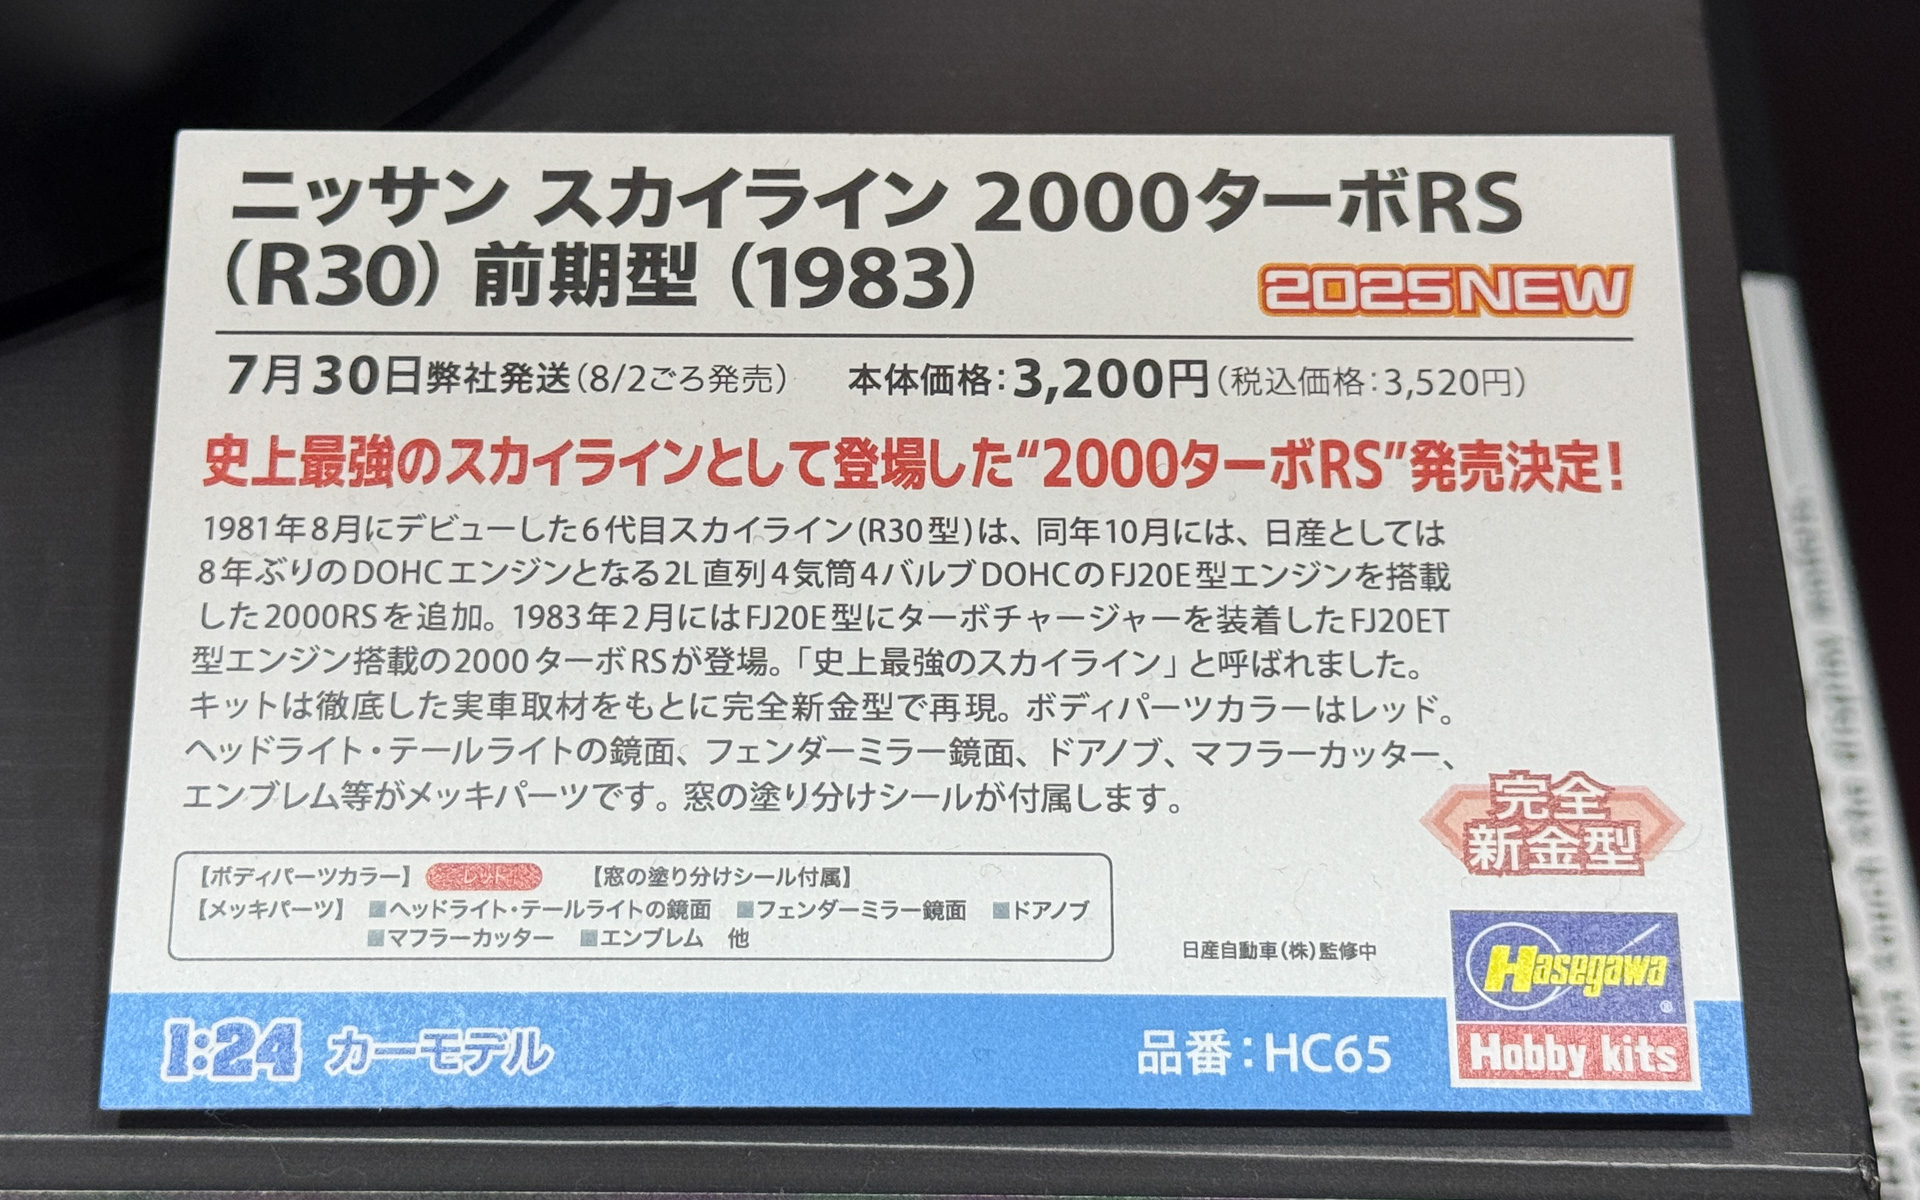 ニッサン スカイライン 2000ターボRS
(R30) 前期型 (1983)
2025NEW
7月30日弊社発送(8/2ごろ発売) 本体価格:3,200円(税込価格:3,520円)
史上最強のスカイラインとして登場した“2000ターボRS”発売決定!
1981年8月にデビューした6代目スカイライン(R30型)は、同年10月には、日産としては
8年ぶりのDOHCエンジンとなる2L直列4気筒4バルブDOHCのFJ20E型エンジンを搭載
した2000RSを追加。1983年2月にはFJ20E型にターボチャージャーを装着したFJ20ET
型エンジン搭載の2000ターボRSが登場。「史上最強のスカイライン」と呼ばれました。
キットは徹底した実車取材をもとに完全新金型で再現。ボディパーツカラーはレッド。
ヘッドライト・テールライトの鏡面、フェンダーミラー鏡面、ドアノブ、マフラーカッター、
エンブレム等がメッキパーツです。窓の塗り分けシールが付属します。
完全
新金型
【ボディパーツカラー】 レッド 【窓の塗り分けシール付属】
【メッキパーツ】 ■ヘッドライト・テールライトの鏡面 ■フェンダーミラー鏡面 ■ドアノブ
■マフラーカッター ■エンブレム 他
日産自動車(株)監修中
Hasegawa®
Hobby kits
1:24 カーモデル
品番:HC65